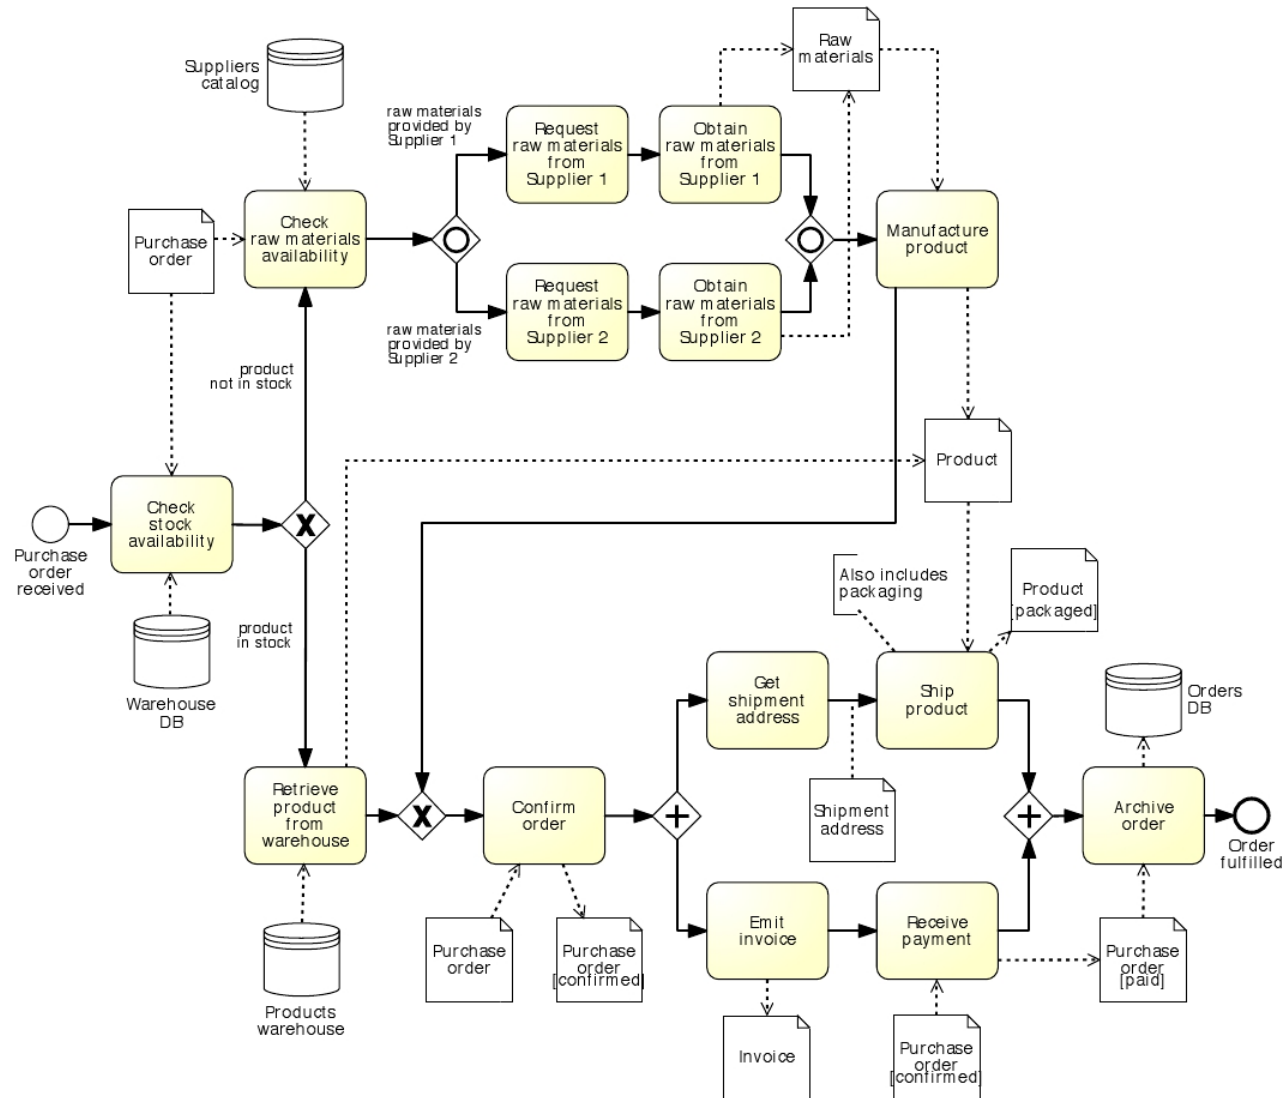 Suppliers
catalog
Raw
materials
raw materials
provided by
Supplier 1
Request
raw materials
from
Supplier 1
Obtain
raw materials
from
Supplier 1
Purchase
order
Check
raw materials
availability
Manufacture
product
raw materials
provided by
Supplier 2
Request
raw materials
from
Supplier 2
Obtain
raw materials
from
Supplier 2
product
not in stock
Product
Purchase
order
received
Check
stock
availability
X
Also includes
packaging
Product
[packaged]
product
in stock
Warehouse
DB
Get
shipment
address
Ship
product
Orders
DB
Retrieve
product
from
warehouse
X
Confirm
order
Shipment
address
Archive
order
Order
fulfilled
Purchase
order
Purchase
order
[confirmed]
Emit
invoice
Receive
payment
Purchase
order
[paid]
Products
warehouse
Invoice
Purchase
order
[confirmed]